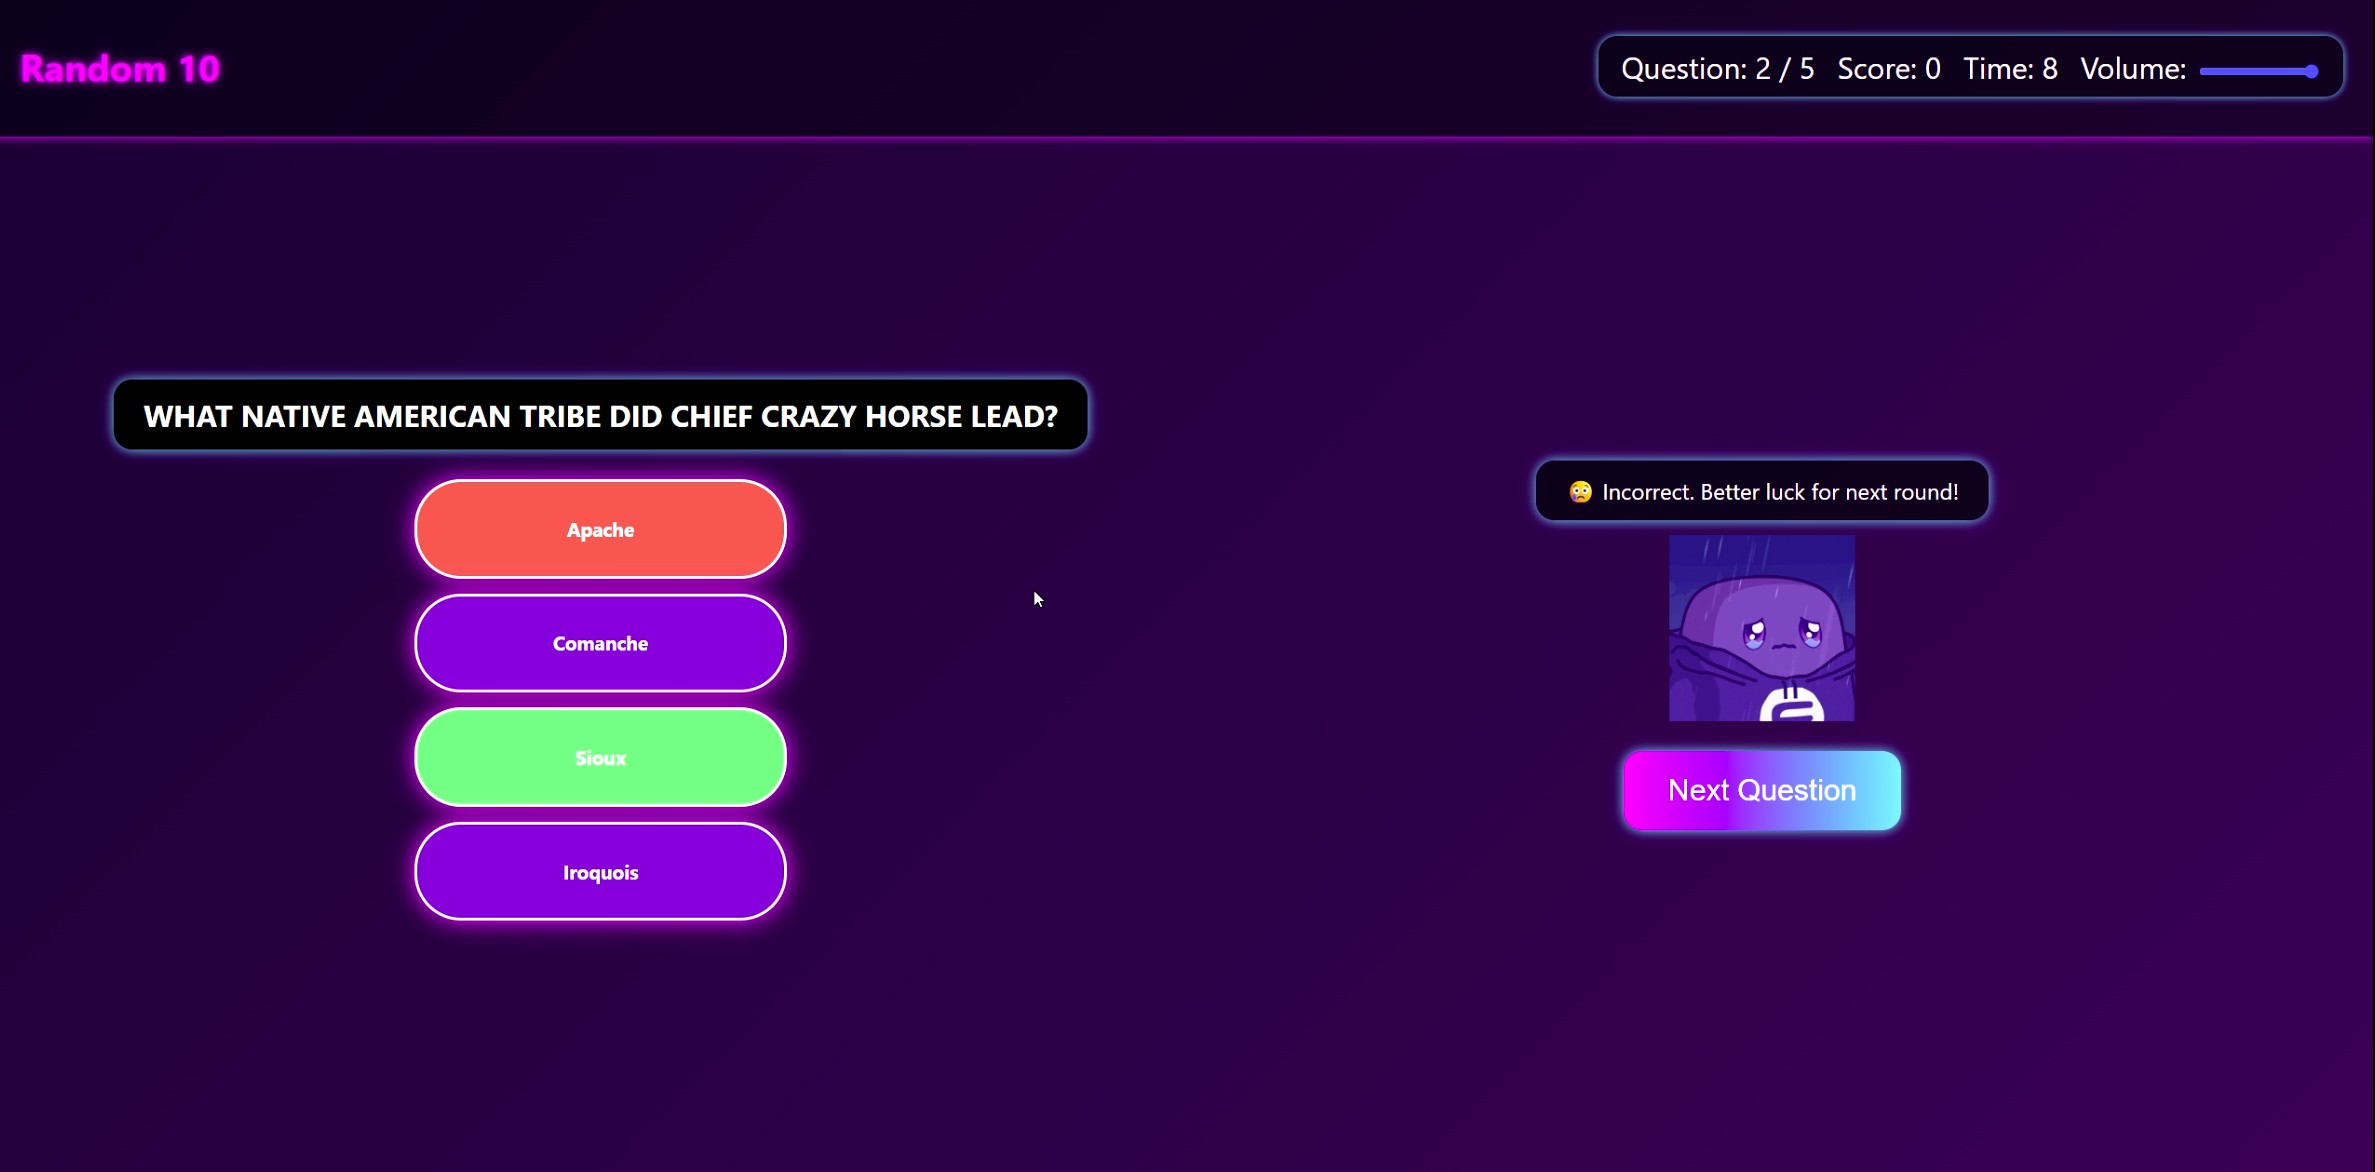 Random 10
Question: 2 / 5 Score: 0 Time: 8 Volume:
WHAT NATIVE AMERICAN TRIBE DID CHIEF CRAZY HORSE LEAD?
Apache
Comanche
Sioux
Iroquois
😳 Incorrect. Better luck for next round!
Next Question